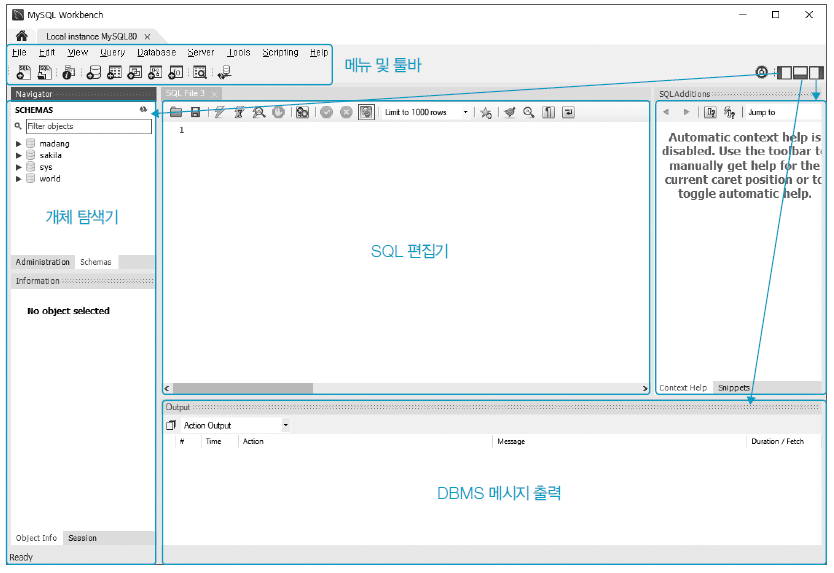 MySQL Workbench
Local instance MySQL80
File Edit View Query Database Server Tools Scripting Help
메뉴 및 툴바
Navigator
SCHEMAS
Filter objects
madang
sakila
sys
world
개체 탐색기
Administration Schemas
Information
No object selected
Object Info Session
Ready
SQL File 3
Limit to 1000 rows
1
SQL 편집기
SQLAdditions
Jump to
Automatic context help is
disabled. Use the toolbar to
manually get help for the
current caret position or to
toggle automatic help.
Context Help Snippets
Output
Action Output
# Time Action Message Duration / Fetch
DBMS 메시지 출력